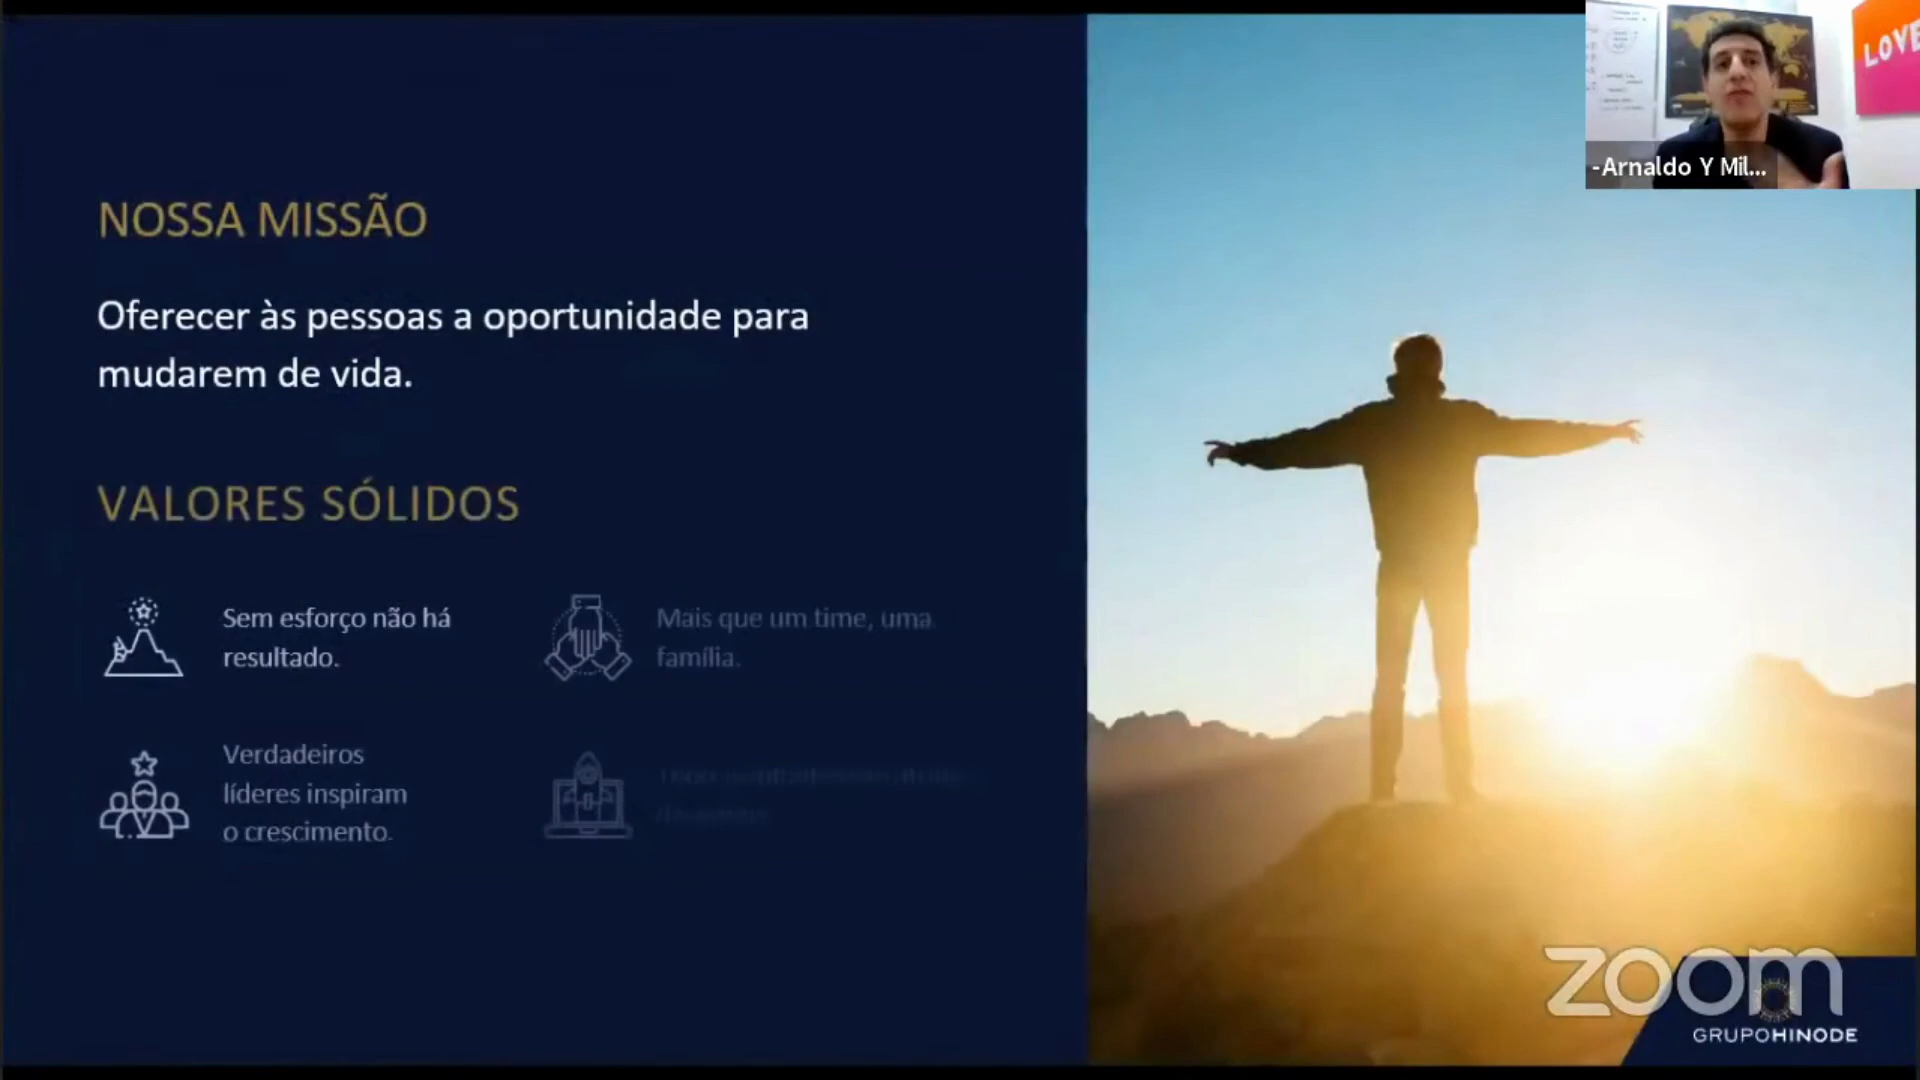 NOSSA MISSÃO
Oferecer às pessoas a oportunidade para
mudarem de vida.
VALORES SÓLIDOS
Sem esforço não há
resultado.
Mais que um time, uma
família.
Verdadeiros
líderes inspiram
o crescimento.
LOVE
-Arnaldo Y Mil...
zoom
GRUPOHINODE